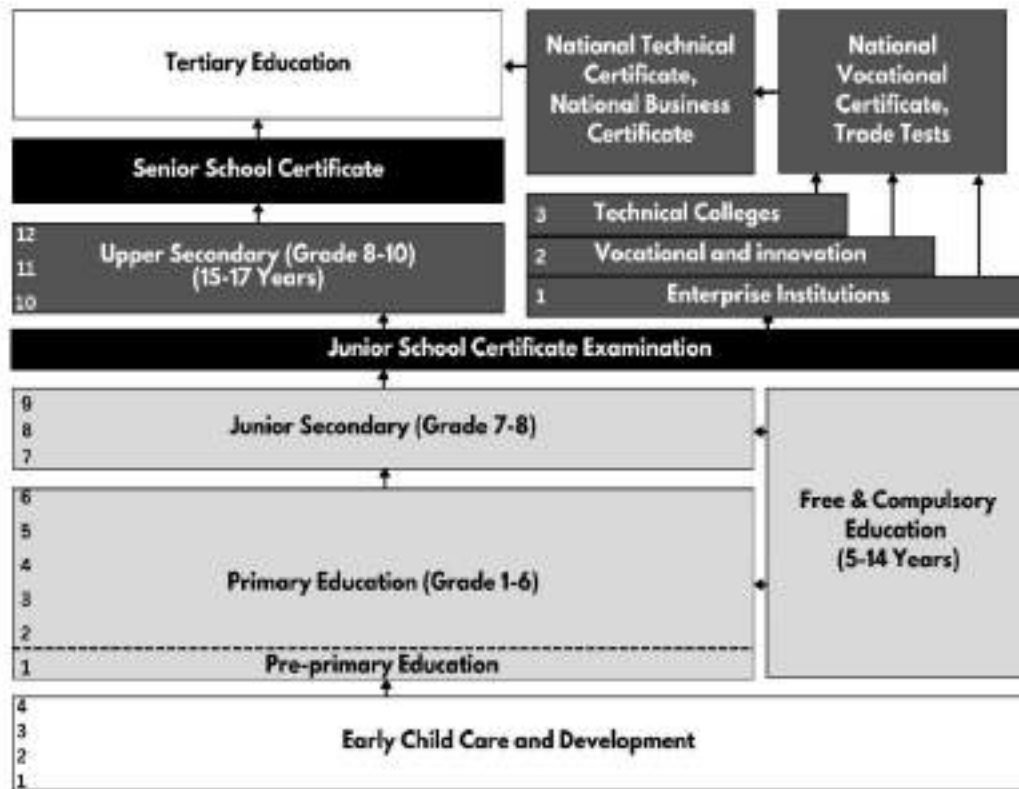 Tertiary Education
National Technical
Certificate,
National Business
Certificate
National
Vocational
Certificate,
Trade Tests
Senior School Certificate
12
11
10
Upper Secondary (Grade 8-10)
(15-17 Years)
3 Technical Colleges
2 Vocational and innovation
1 Enterprise Institutions
Junior School Certificate Examination
9
8
7
Junior Secondary (Grade 7-8)
6
5
4
3
2
1
Primary Education (Grade 1-6)
Pre-primary Education
Free & Compulsory
Education
(5-14 Years)
4
3
2
1
Early Child Care and Development